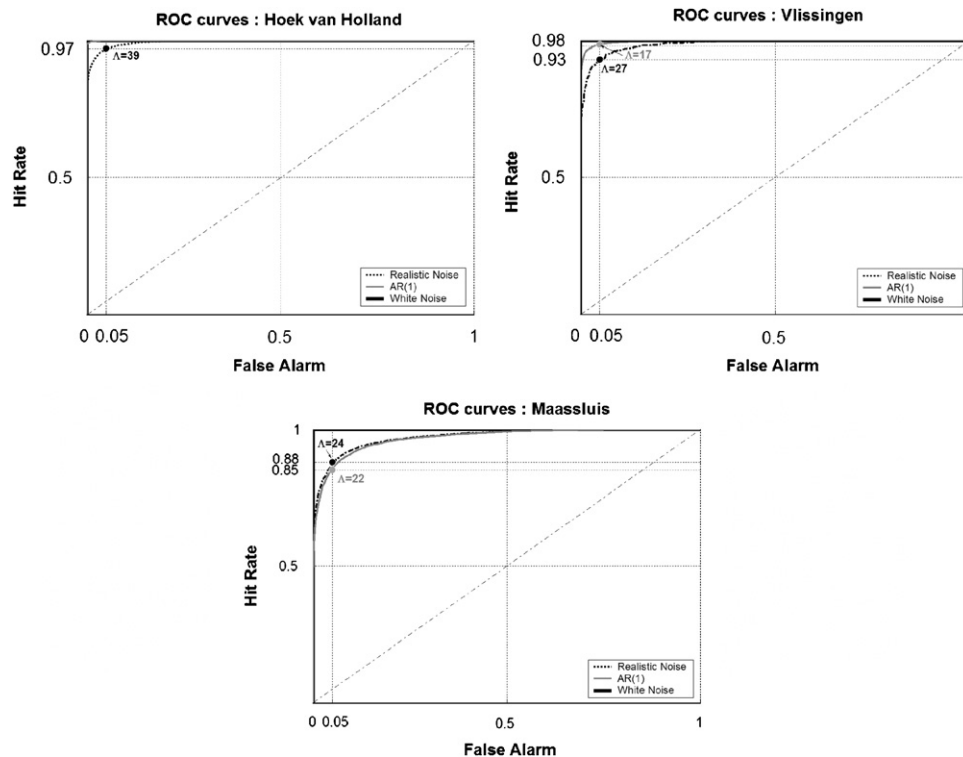 ROC curves : Hoek van Holland
0.97
Λ=39
0.5
Hit Rate
Realistic Noise
AR(1)
White Noise
0 0.05 0.5 1
False Alarm
ROC curves : Vlissingen
0.98
0.93
Λ=17
Λ=27
0.5
Hit Rate
Realistic Noise
AR(1)
White Noise
0 0.05 0.5
False Alarm
ROC curves : Maassluis
1
Λ=24
0.88
0.85
Λ=22
0.5
Hit Rate
Realistic Noise
AR(1)
White Noise
0 0.05 0.5 1
False Alarm